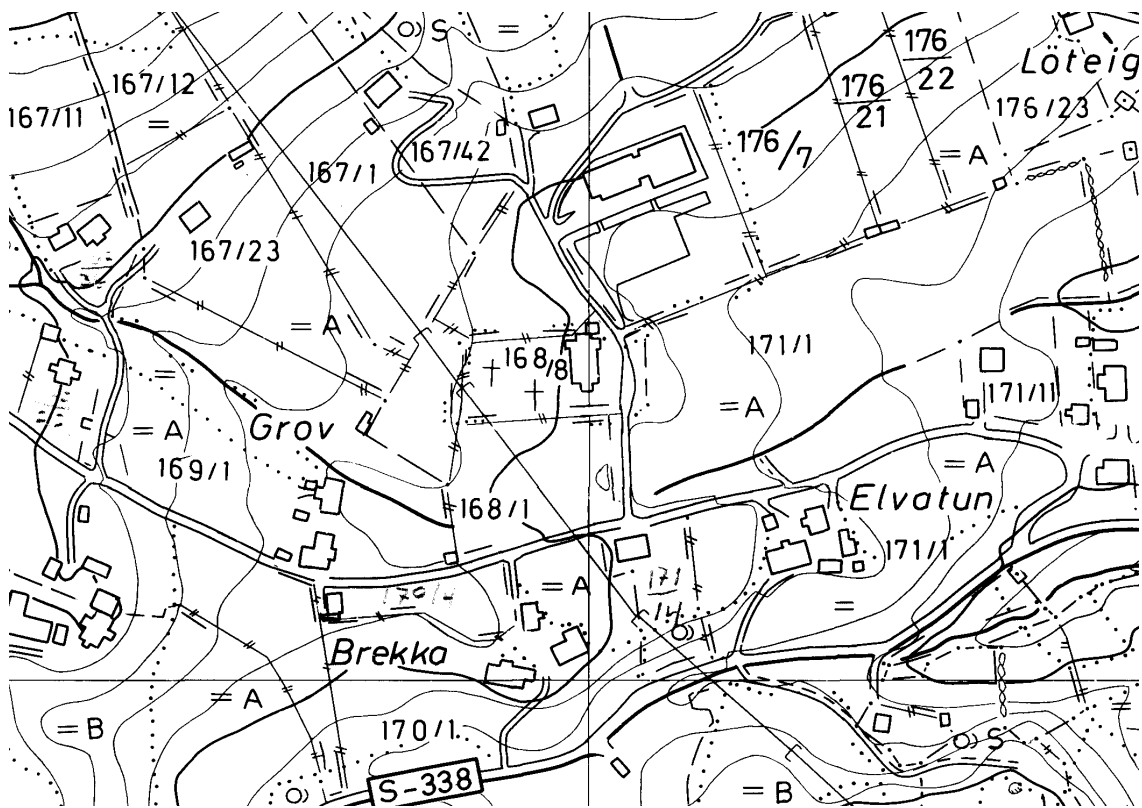 S
=
176
22
Löteig
167/12
176
21
167/11
=
176/23
167/42
176/7
= A
167/1
167/23
= A
168/8
171/1
=
171/11
= A
= A
Grov
169/1
= A
Elvatun
168/1
171/1
171
14
= A
170/4
=
Brekka
= A
= B
170/1
=
S
S-338
= B
= A